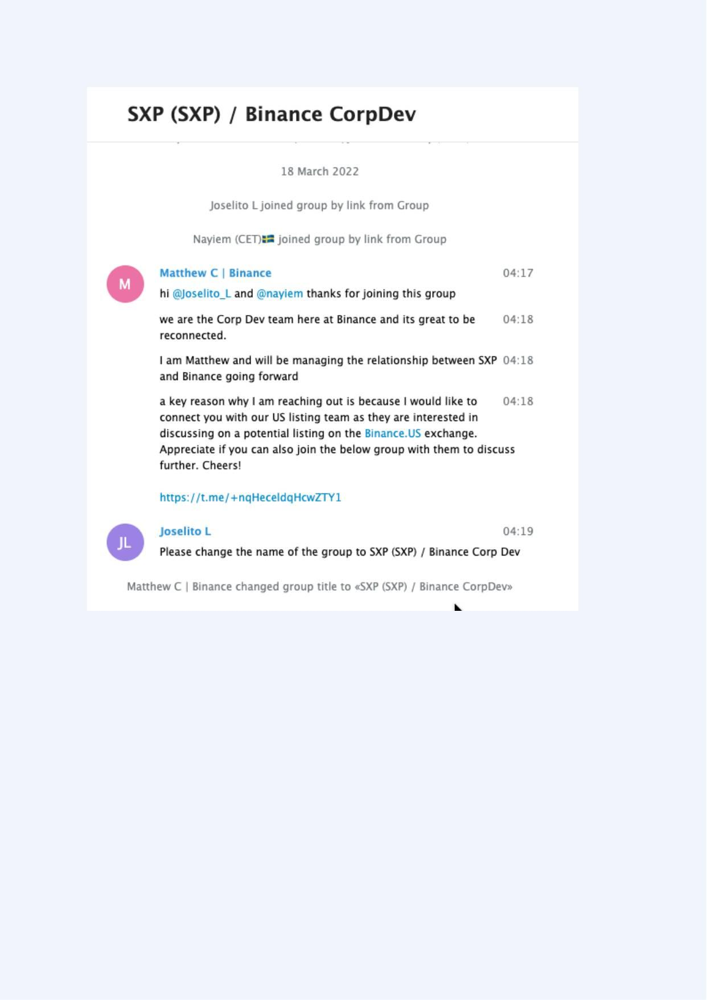 SXP (SXP) / Binance CorpDev
18 March 2022
Joselito L joined group by link from Group
Nayiem (CET)🇸🇪 joined group by link from Group
M
Matthew C | Binance 04:17
hi @Joselito_L and @nayiem thanks for joining this group
we are the Corp Dev team here at Binance and its great to be 04:18
reconnected.
I am Matthew and will be managing the relationship between SXP 04:18
and Binance going forward
a key reason why I am reaching out is because I would like to 04:18
connect you with our US listing team as they are interested in
discussing on a potential listing on the Binance.US exchange.
Appreciate if you can also join the below group with them to discuss
further. Cheers!
https://t.me/+nqHeceldqHcwZTY1
JL
Joselito L 04:19
Please change the name of the group to SXP (SXP) / Binance Corp Dev
Matthew C | Binance changed group title to «SXP (SXP) / Binance CorpDev»